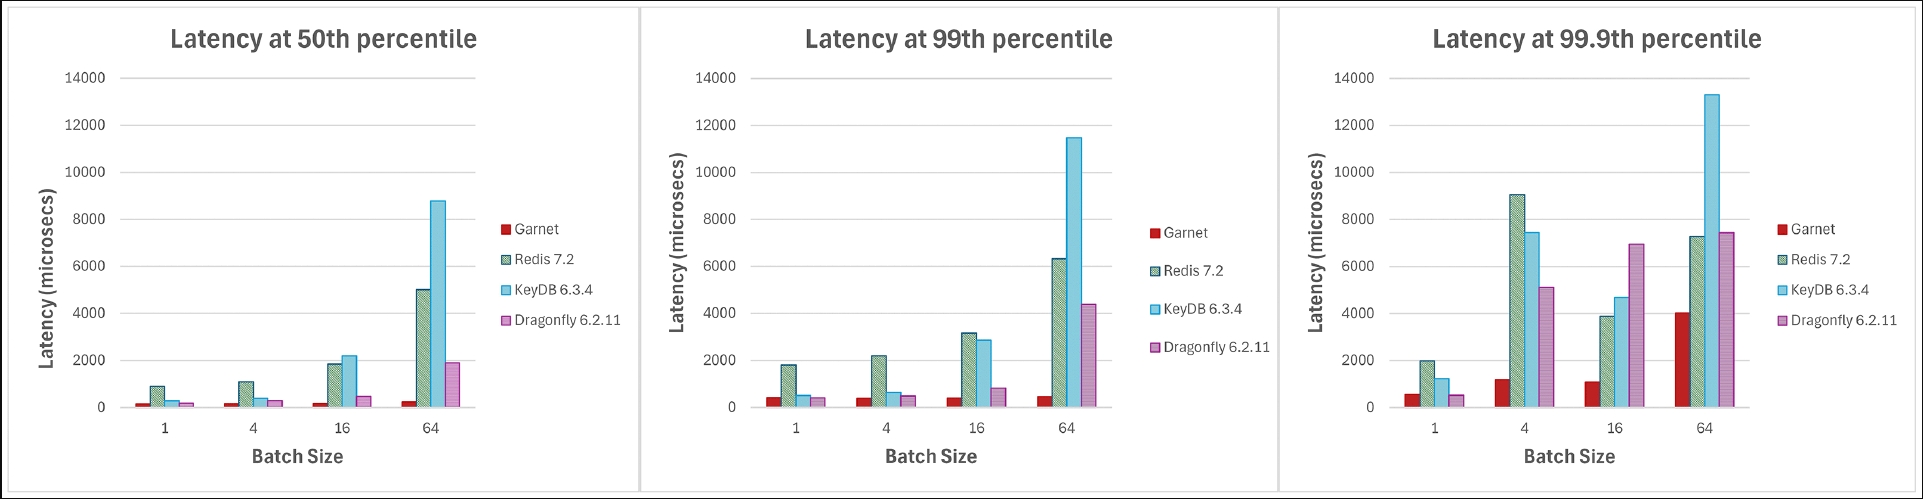 Latency at 50th percentile
14000
12000
10000
8000
6000
4000
2000
0
Latency (microsecs)
1 4 16 64
Batch Size
Garnet
Redis 7.2
KeyDB 6.3.4
Dragonfly 6.2.11
Latency at 99th percentile
14000
12000
10000
8000
6000
4000
2000
0
Latency (microsecs)
1 4 16 64
Batch Size
Garnet
Redis 7.2
KeyDB 6.3.4
Dragonfly 6.2.11
Latency at 99.9th percentile
14000
12000
10000
8000
6000
4000
2000
0
Latency (microsecs)
1 4 16 64
Batch Size
Garnet
Redis 7.2
KeyDB 6.3.4
Dragonfly 6.2.11